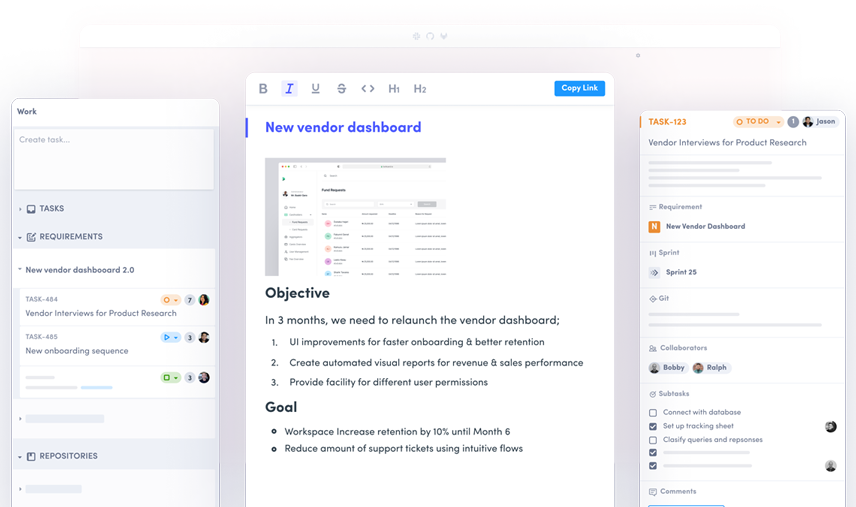 Work
Create task...
TASKS
REQUIREMENTS
New vendor dashbooard 2.0
TASK-484
7
Vendor Interviews for Product Research
TASK-485
3
New onboarding sequence
3
REPOSITORIES
B I U S <> H1 H2
Copy Link
New vendor dashboard
Search
Fund Requests
Objective
In 3 months, we need to relaunch the vendor dashboard;
1. UI improvements for faster onboarding & better retention
2. Create automated visual reports for revenue & sales performance
3. Provide facility for different user permissions
Goal
Workspace Increase retention by 10% until Month 6
Reduce amount of support tickets using intuitive flows
TASK-123
TO DO
1
Jason
Vendor Interviews for Product Research
Requirement
N
New Vendor Dashboard
Sprint
Sprint 25
Git
Collaborators
Bobby
Ralph
Subtasks
Connect with database
Set up tracking sheet
Clasify queries and repsonses
Comments